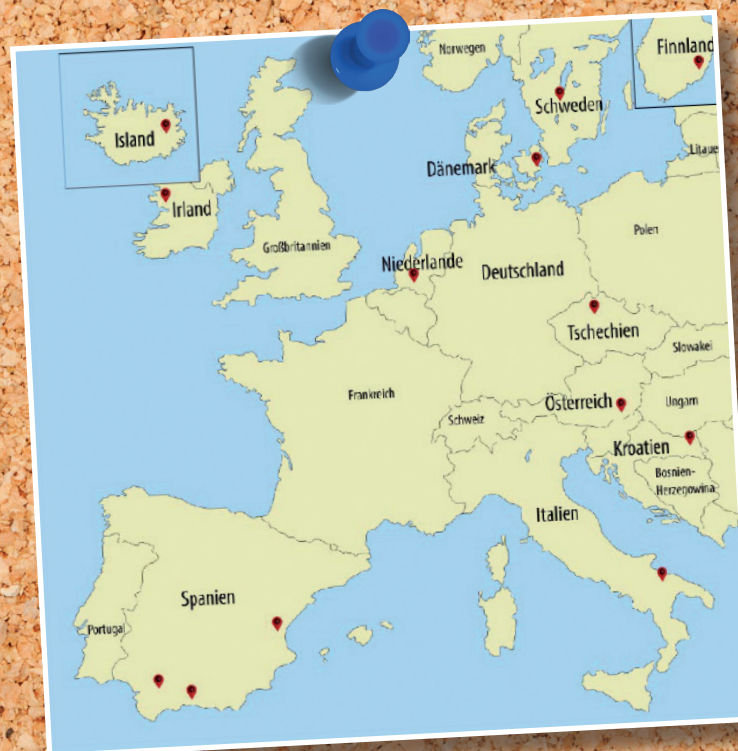 Norwegen
Finnland
Schweden
Island
Dänemark
Litaue
Irland
Großbritannien
Polen
Niederlande
Deutschland
Tschechien
Slowakei
Frankreich
Österreich
Ungarn
Schweiz
Kroatien
Bosnien-
Herzegowina
Italien
Spanien
Portugal